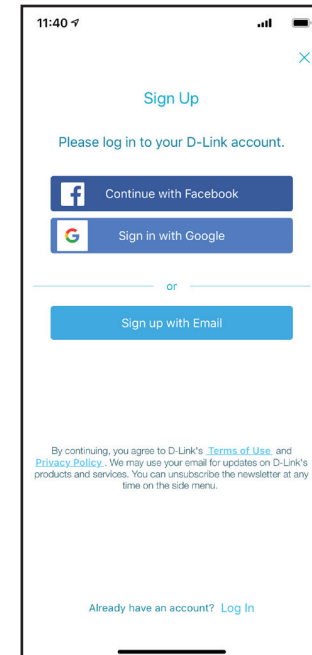 11:40
Sign Up
Please log in to your D-Link account.
Continue with Facebook
Sign in with Google
or
Sign up with Email
By continuing, you agree to D-Link's Terms of Use and
Privacy Policy. We may use your email for updates on D-Link's
products and services. You can unsubscribe the newsletter at any
time on the side menu.
Already have an account? Log In